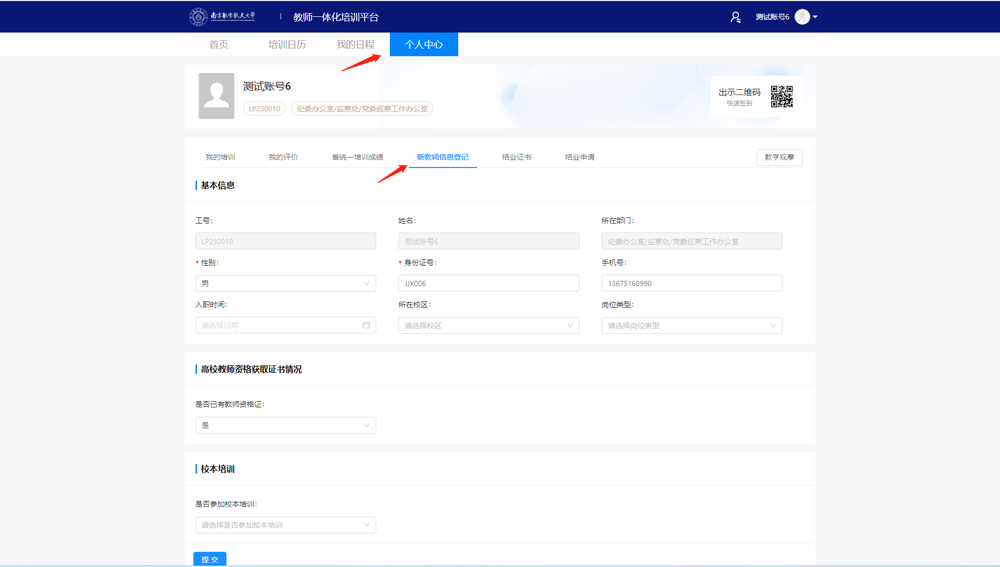 南京航空航天大學
教师一体化培训平台
测试账号6
首页
培训日历
我的日程
个人中心
测试账号6
LP230010
纪委办公室/监察处/党委巡察工作办公室
出示二维码
快速签到
我的培训
我的评价
省统一培训成绩
新教师信息登记
结业证书
结业申请
教学观摩
基本信息
工号:
姓名:
所在部门:
LP230010
测试账号6
纪委办公室/监察处/党委巡察工作办公室
* 性别:
* 身份证号:
手机号:
男
JJX006
13675160990
入职时间:
所在校区:
岗位类型:
请选择日期
请选择校区
请选择岗位类型
高校教师资格获取证书情况
是否已有教师资格证:
是
校本培训
是否参加校本培训:
请选择是否参加校本培训
提 交